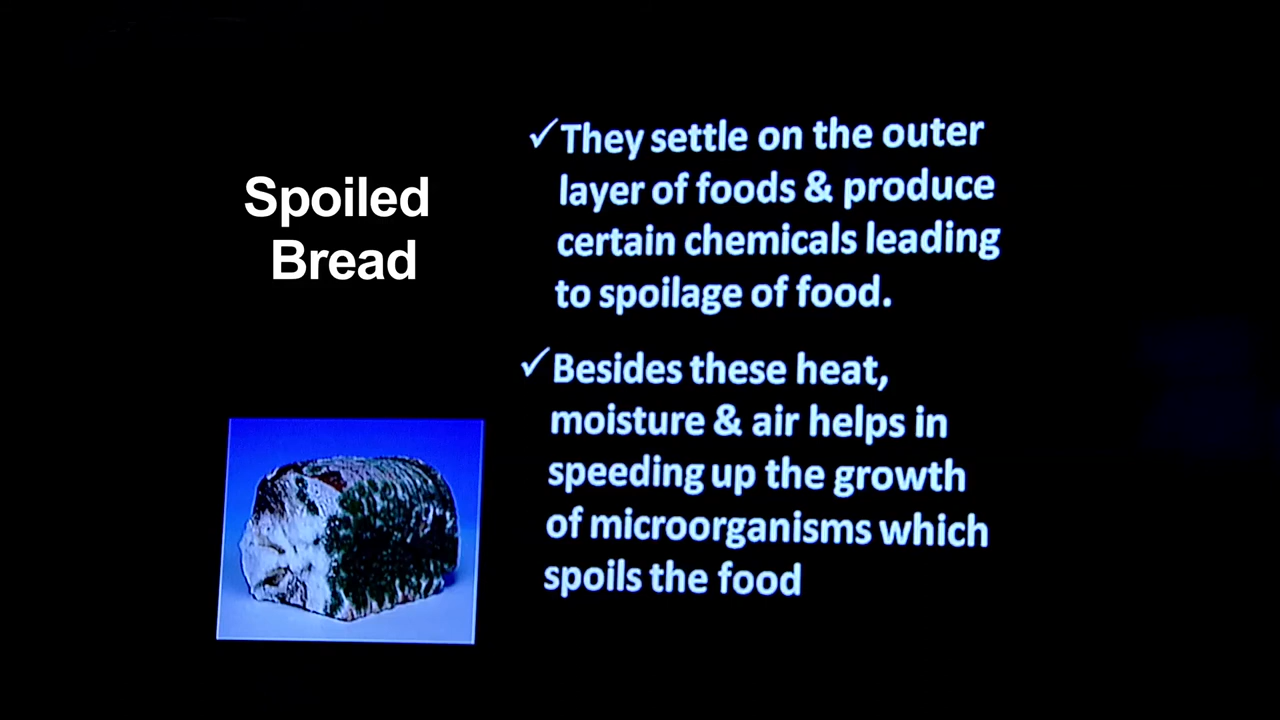 Spoiled
Bread
✓They settle on the outer
layer of foods & produce
certain chemicals leading
to spoilage of food.
✓Besides these heat,
moisture & air helps in
speeding up the growth
of microorganisms which
spoils the food